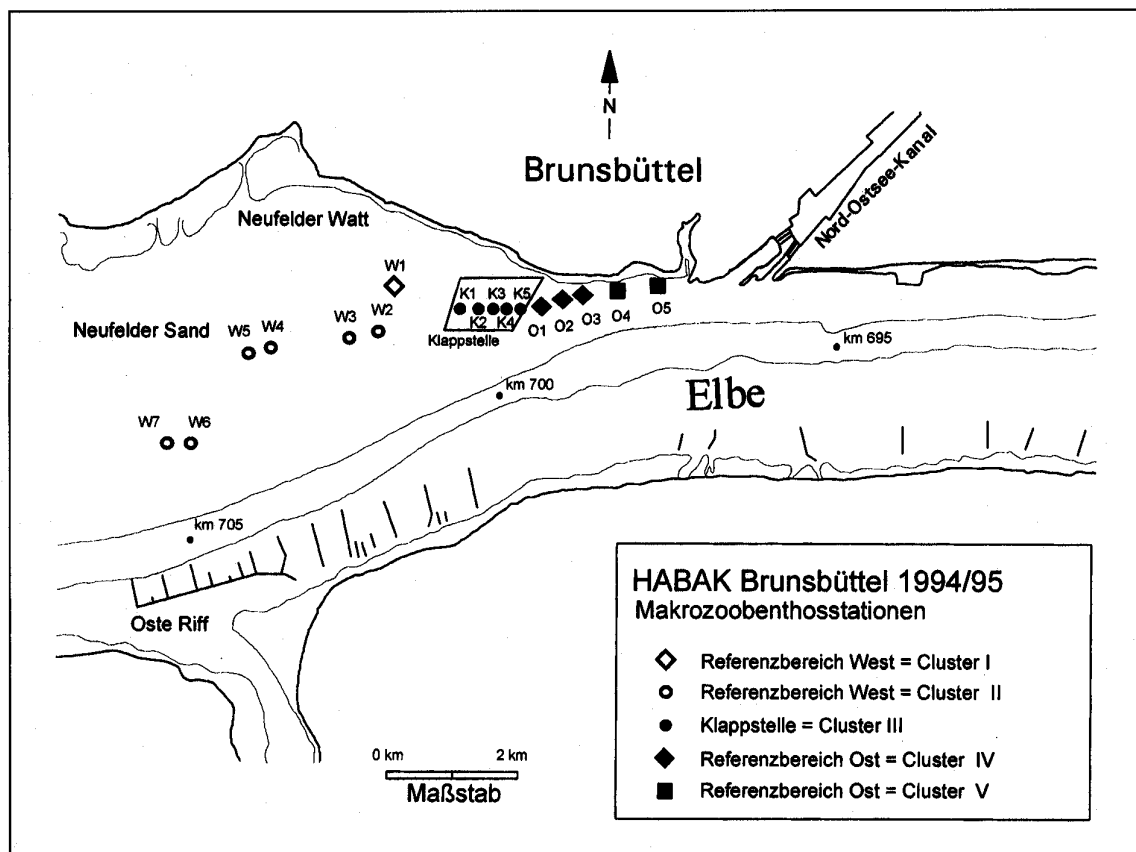 N
Brunsbüttel
Nord-Ostsee-Kanal
Neufelder Watt
W1
K1 K3 K5
K2 K4
Klappstelle
O1 O2 O3 O4 O5
Neufelder Sand
W5 W4 W3 W2
km 695
km 700
Elbe
W7 W6
km 705
Oste Riff
0 km 2 km
Maßstab
HABAK Brunsbüttel 1994/95
Makrozoobenthosstationen
Referenzbereich West = Cluster I
Referenzbereich West = Cluster II
Klappstelle = Cluster III
Referenzbereich Ost = Cluster IV
Referenzbereich Ost = Cluster V